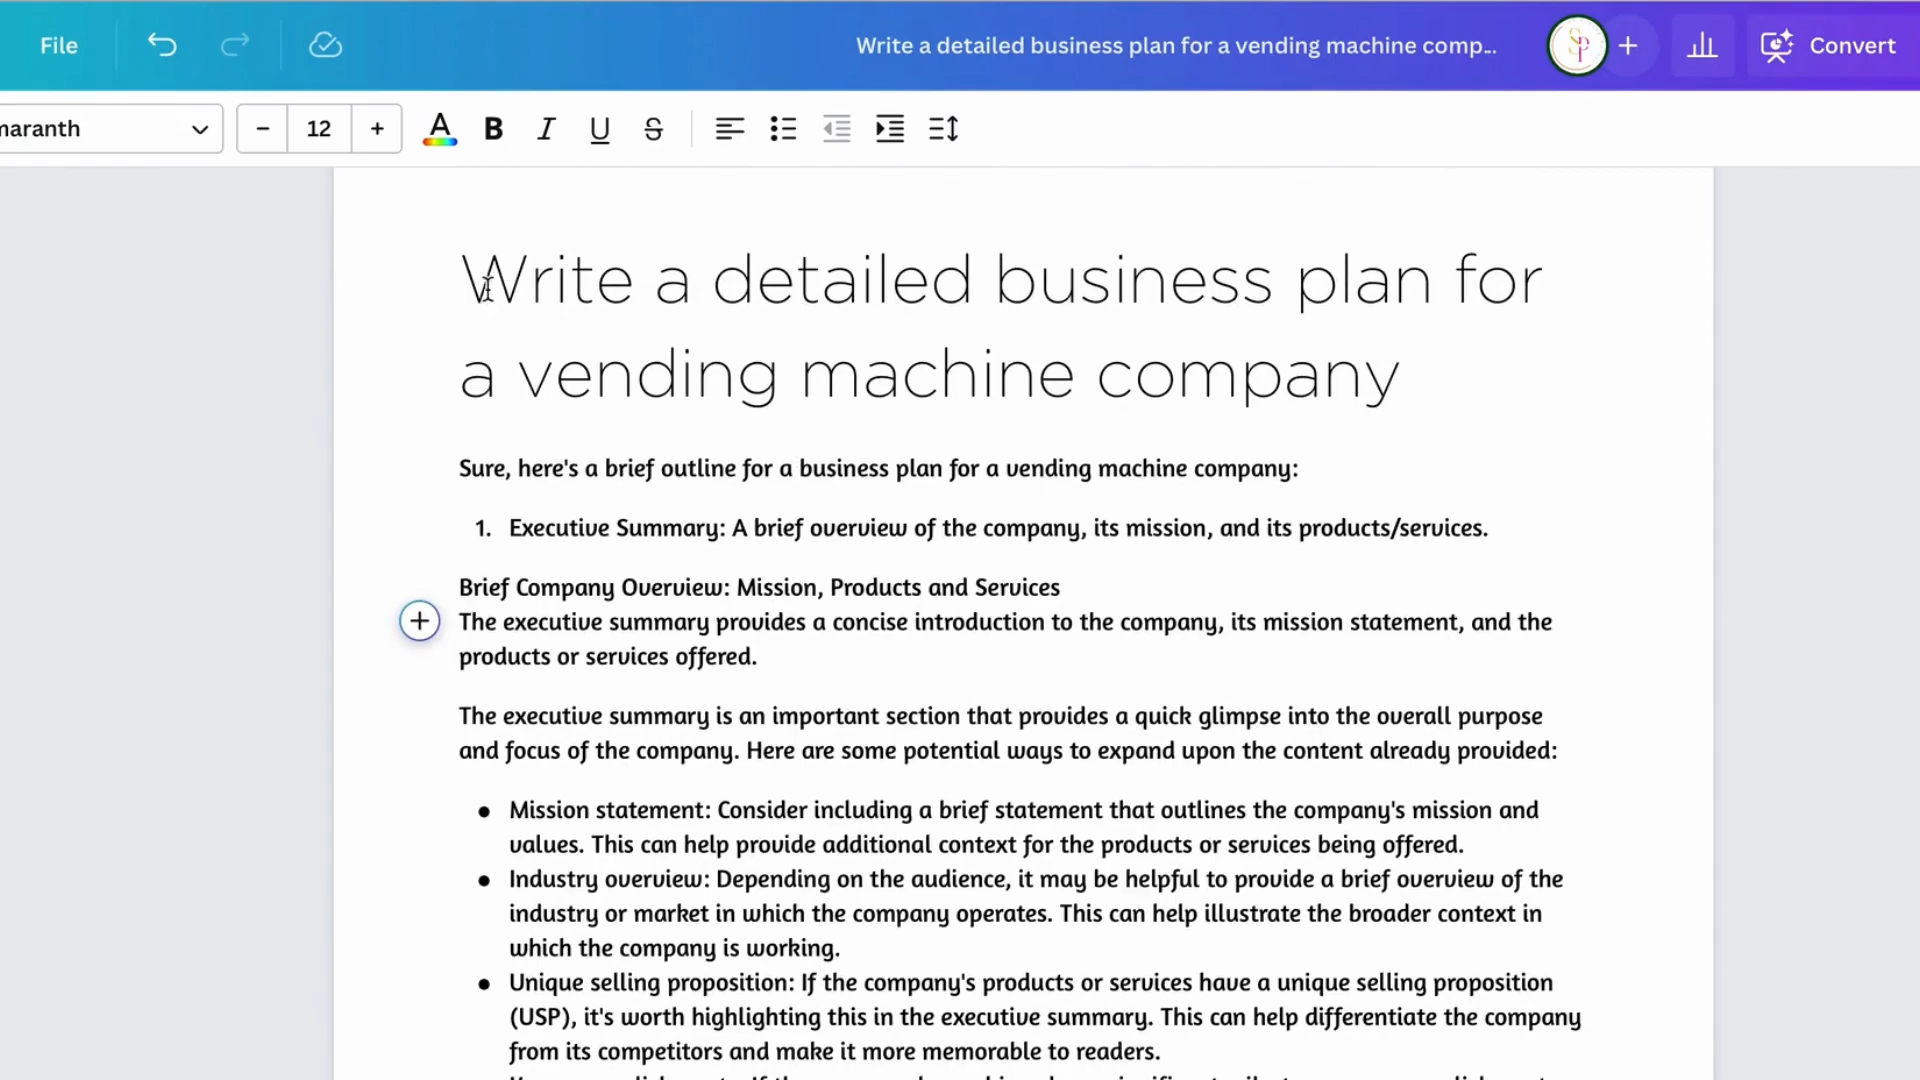 File
Write a detailed business plan for a vending machine comp...
Sp
Convert
maranth
12
A B I U S
Write a detailed business plan for
a vending machine company
Sure, here's a brief outline for a business plan for a vending machine company:
1. Executive Summary: A brief overview of the company, its mission, and its products/services.
Brief Company Overview: Mission, Products and Services
The executive summary provides a concise introduction to the company, its mission statement, and the
products or services offered.
The executive summary is an important section that provides a quick glimpse into the overall purpose
and focus of the company. Here are some potential ways to expand upon the content already provided:
● Mission statement: Consider including a brief statement that outlines the company's mission and
values. This can help provide additional context for the products or services being offered.
● Industry overview: Depending on the audience, it may be helpful to provide a brief overview of the
industry or market in which the company operates. This can help illustrate the broader context in
which the company is working.
● Unique selling proposition: If the company's products or services have a unique selling proposition
(USP), it's worth highlighting this in the executive summary. This can help differentiate the company
from its competitors and make it more memorable to readers.